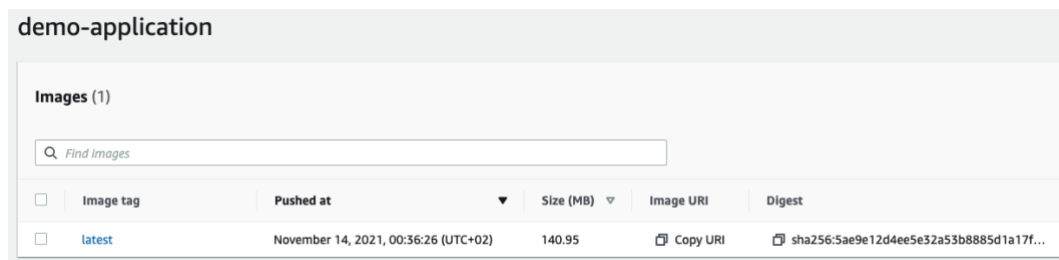 demo-application
Images (1)
Find images
Image tag Pushed at Size (MB) Image URI Digest
latest November 14, 2021, 00:36:26 (UTC+02) 140.95 Copy URI sha256:5ae9e12d4ee5e32a53b8885d1a17f...